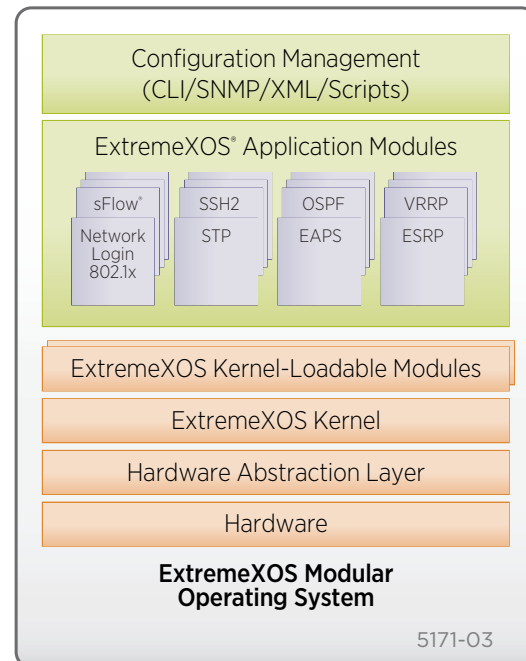 Configuration Management
(CLI/SNMP/XML/Scripts)
ExtremeXOS® Application Modules
sFlow®
SSH2
OSPF
VRRP
Network
Login
802.1x
STP
EAPS
ESRP
ExtremeXOS Kernel-Loadable Modules
ExtremeXOS Kernel
Hardware Abstraction Layer
Hardware
ExtremeXOS Modular
Operating System
5171-03